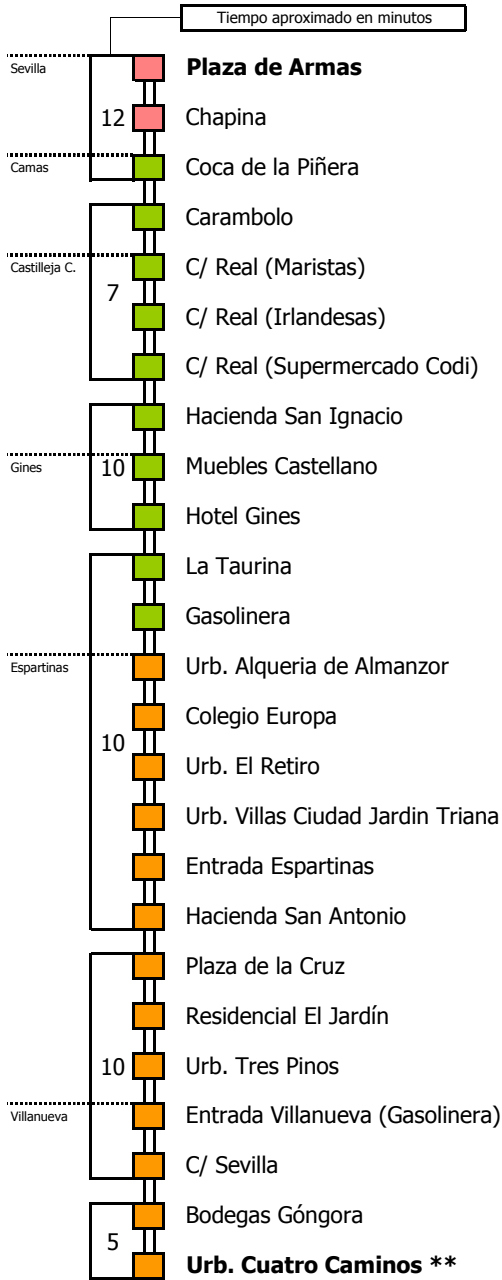 Tiempo aproximado en minutos
Sevilla
Plaza de Armas
12
Chapina
Camas
Coca de la Piñera
Carambolo
Castilleja C.
C/ Real (Maristas)
7
C/ Real (Irlandesas)
C/ Real (Supermercado Codi)
Hacienda San Ignacio
Gines
10
Muebles Castellano
Hotel Gines
La Taurina
Gasolinera
Espartinas
Urb. Alqueria de Almanzor
Colegio Europa
10
Urb. El Retiro
Urb. Villas Ciudad Jardin Triana
Entrada Espartinas
Hacienda San Antonio
Plaza de la Cruz
Residencial El Jardín
10
Urb. Tres Pinos
Villanueva
Entrada Villanueva (Gasolinera)
C/ Sevilla
Bodegas Góngora
5
Urb. Cuatro Caminos **